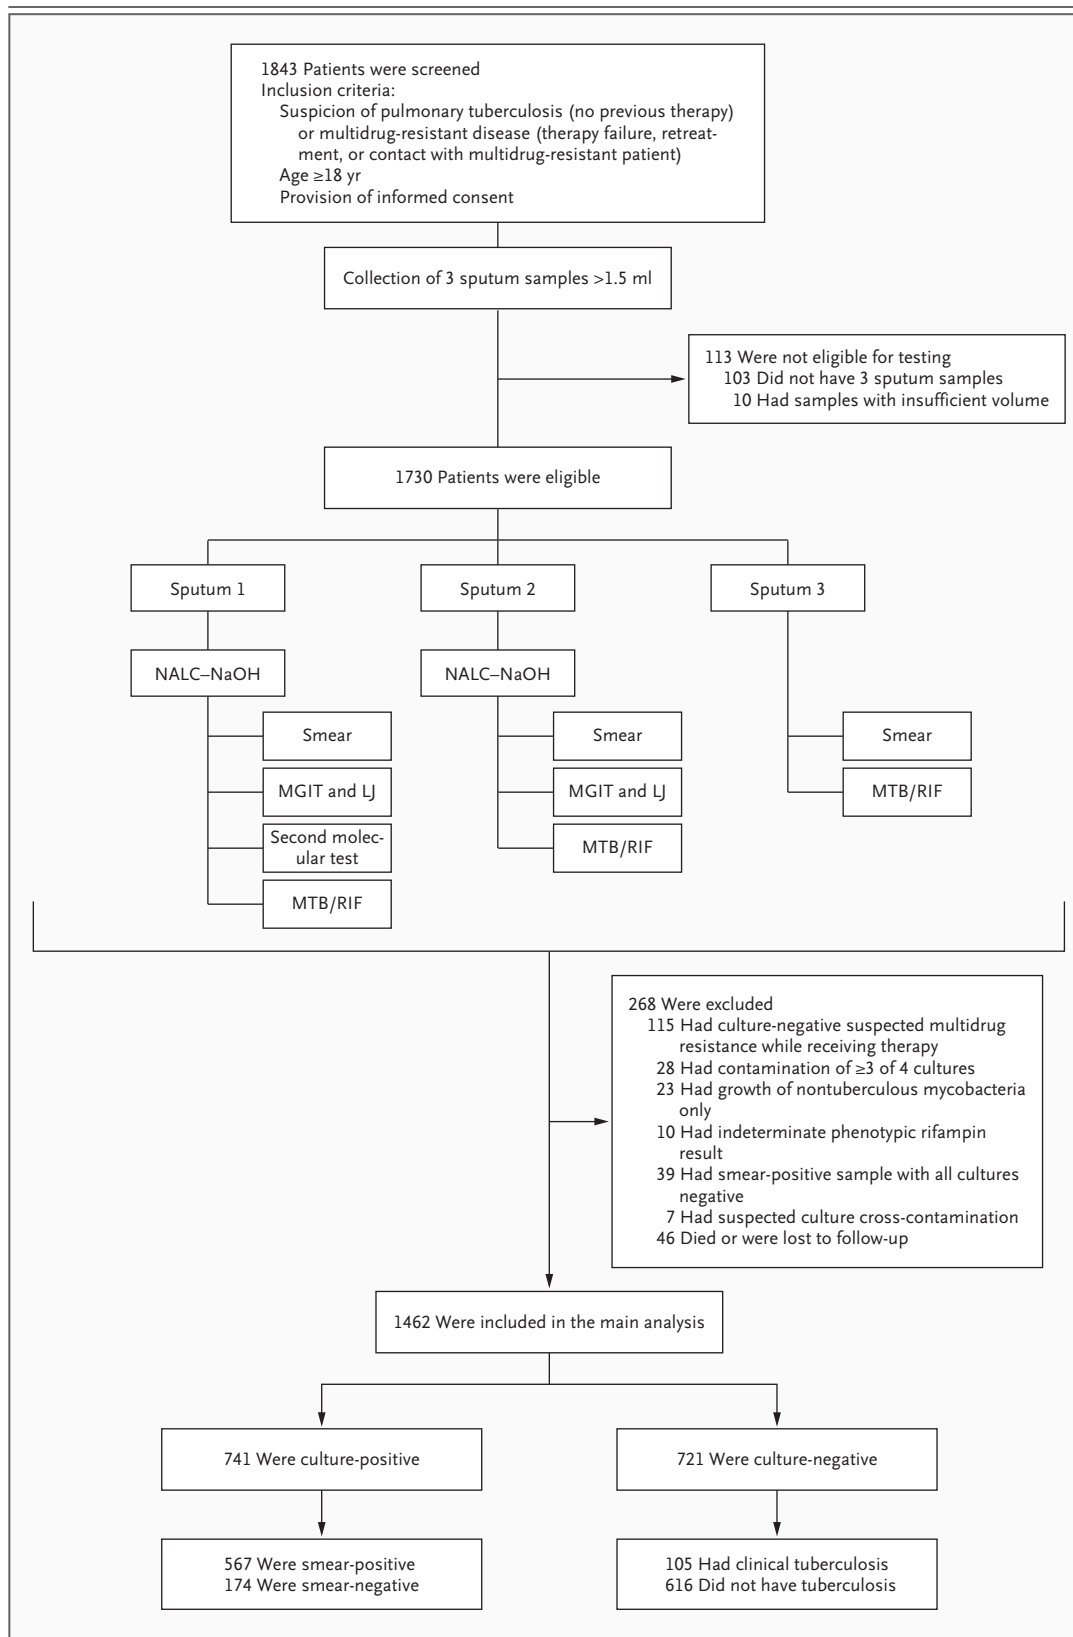 1843 Patients were screened
Inclusion criteria:
Suspicion of pulmonary tuberculosis (no previous therapy)
or multidrug-resistant disease (therapy failure, retreat-
ment, or contact with multidrug-resistant patient)
Age ≥18 yr
Provision of informed consent
Collection of 3 sputum samples >1.5 ml
113 Were not eligible for testing
103 Did not have 3 sputum samples
10 Had samples with insufficient volume
1730 Patients were eligible
Sputum 1
Sputum 2
Sputum 3
NALC–NaOH
NALC–NaOH
Smear
Smear
Smear
MGIT and LJ
MGIT and LJ
MTB/RIF
Second molec-
ular test
MTB/RIF
MTB/RIF
268 Were excluded
115 Had culture-negative suspected multidrug
resistance while receiving therapy
28 Had contamination of ≥3 of 4 cultures
23 Had growth of nontuberculous mycobacteria
only
10 Had indeterminate phenotypic rifampin
result
39 Had smear-positive sample with all cultures
negative
7 Had suspected culture cross-contamination
46 Died or were lost to follow-up
1462 Were included in the main analysis
741 Were culture-positive
721 Were culture-negative
567 Were smear-positive
174 Were smear-negative
105 Had clinical tuberculosis
616 Did not have tuberculosis